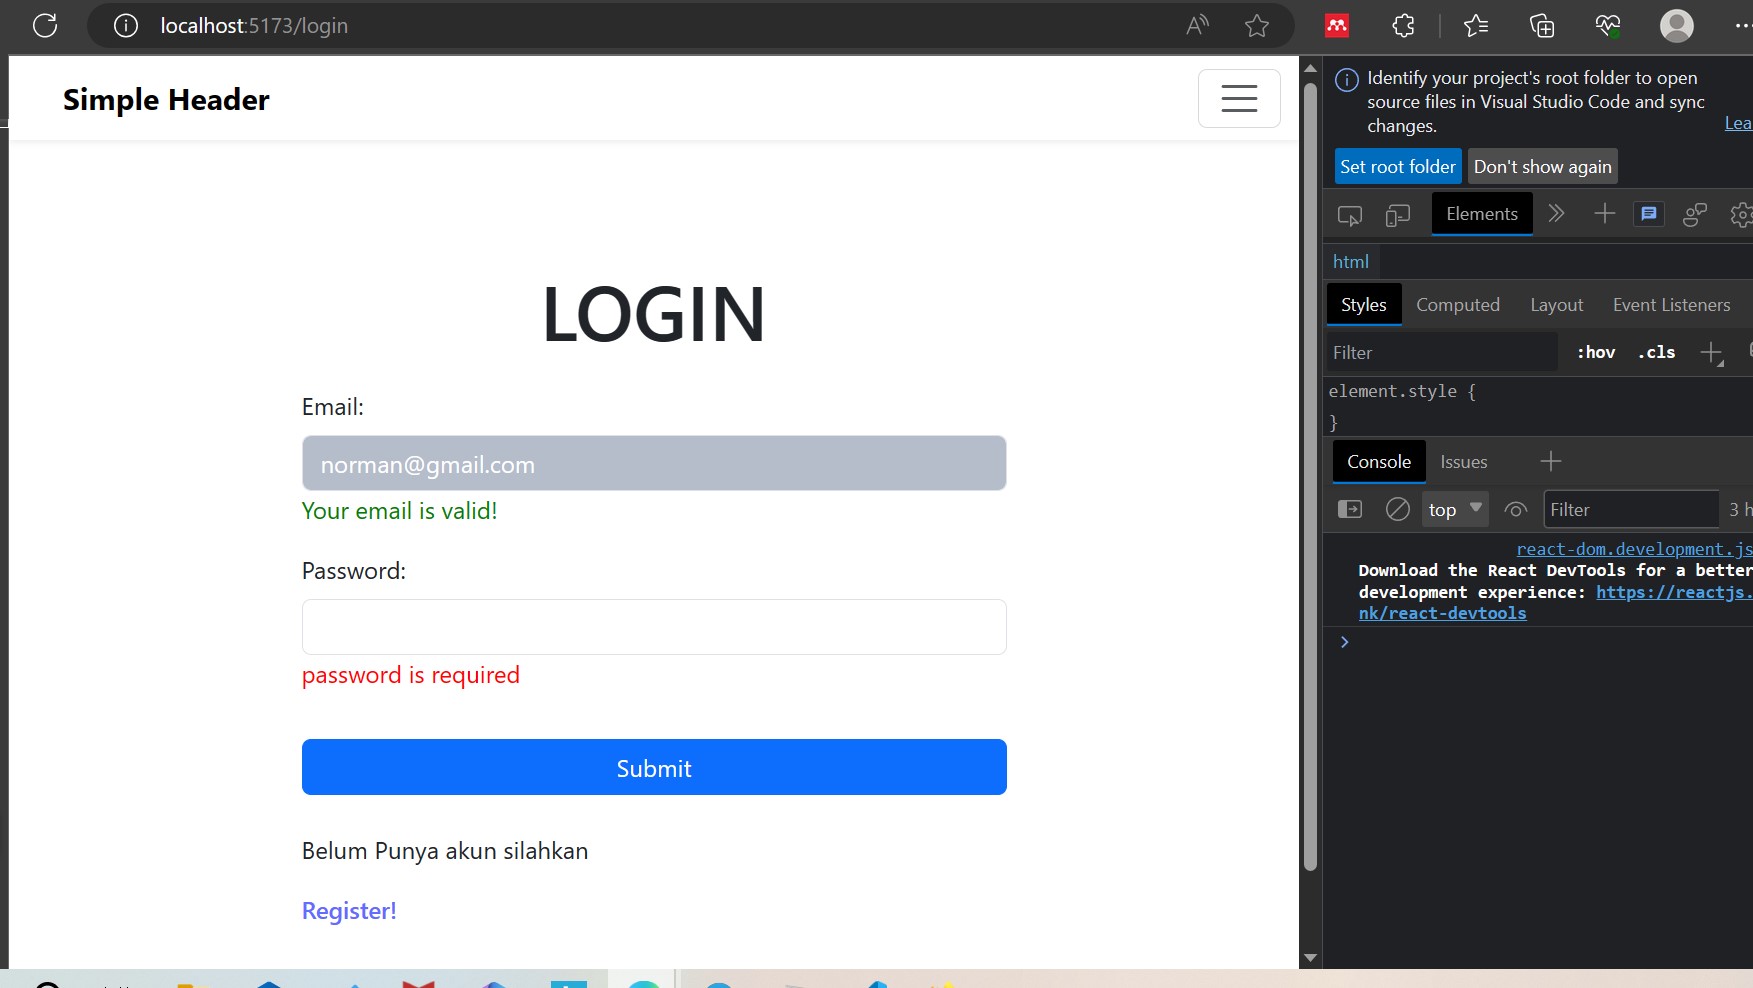 localhost:5173/login
Simple Header
LOGIN
Email:
norman@gmail.com
Your email is valid!
Password:
password is required
Submit
Belum Punya akun silahkan
Register!
Identify your project's root folder to open
source files in Visual Studio Code and sync
changes.
Set root folder
Don't show again
Elements
html
Styles Computed Layout Event Listeners
Filter :hov .cls
element.style {
}
Console Issues
top Filter 3
react-dom.development.js
Download the React DevTools for a better
development experience: https://reactjs.
nk/react-devtools